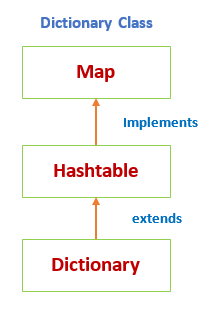 Dictionary Class
Map
Implements
Hashtable
extends
Dictionary